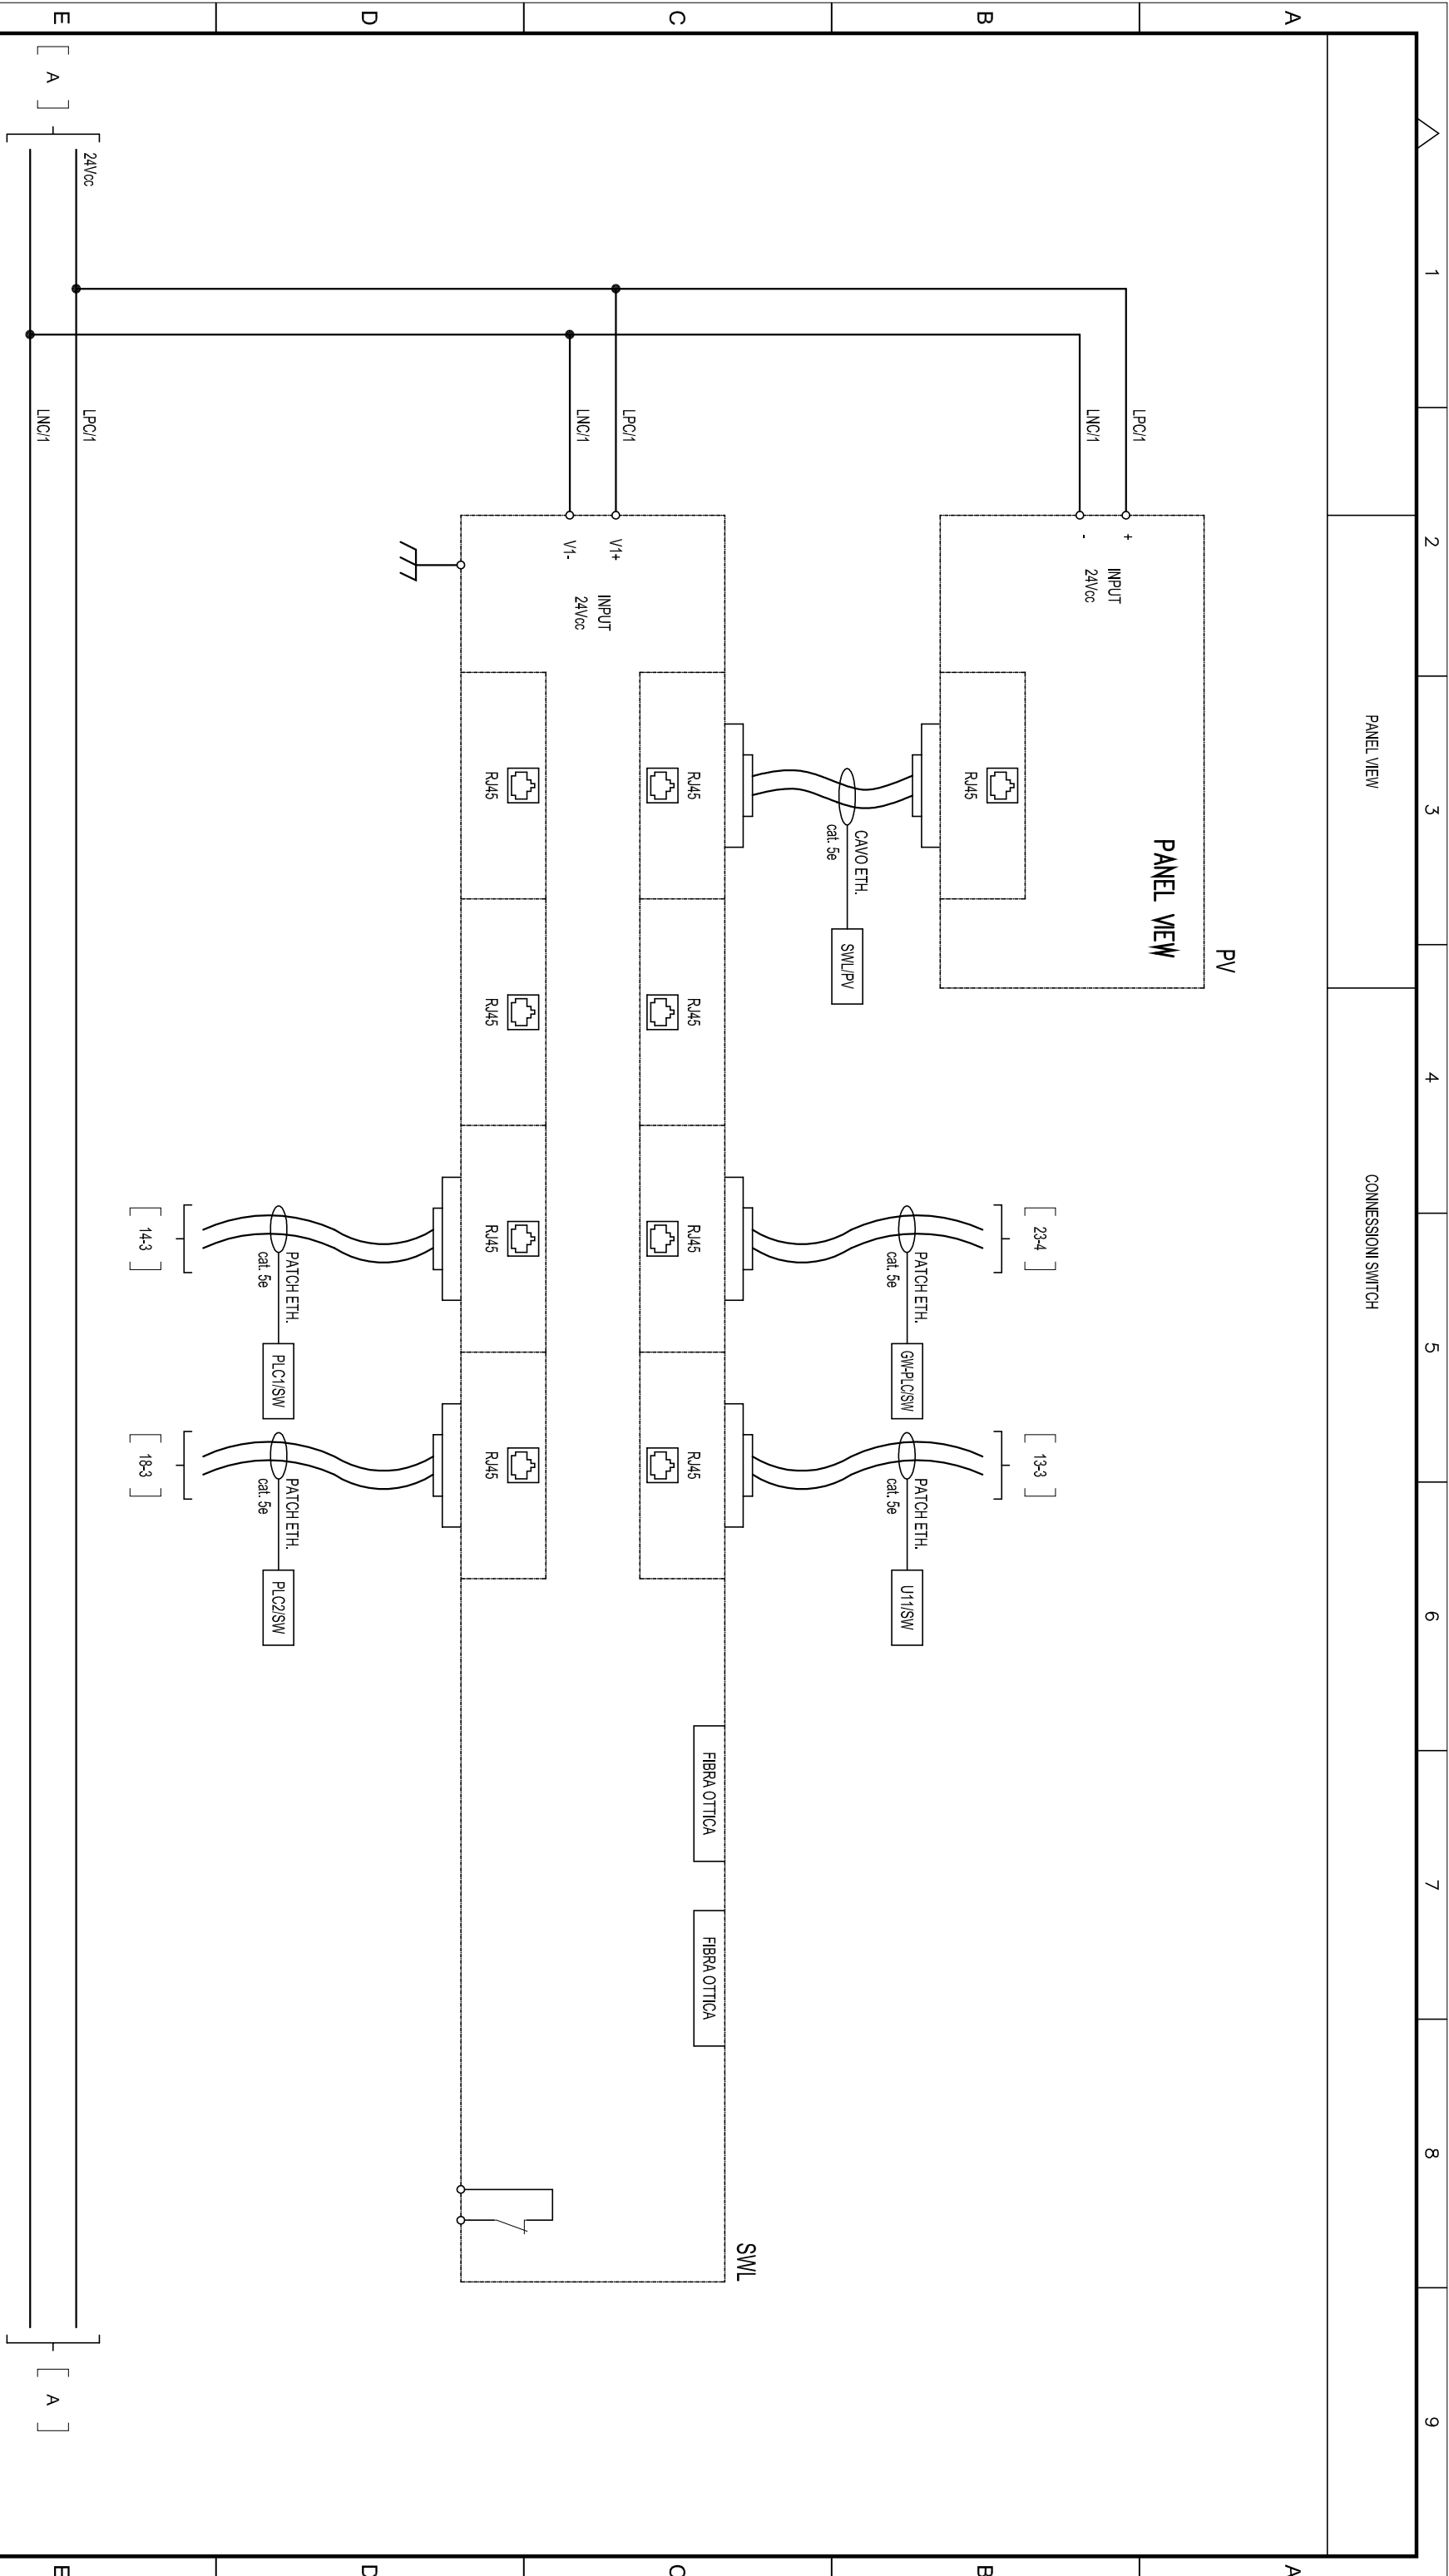 1
2
3
4
5
6
7
8
9
PANEL VIEW
CONNESSIONI SWITCH
A
A
PV
PANEL VIEW
LPC/1
+
INPUT
LNC/1
-
24Vcc
B
B
RJ45
[ 23-4 ]
[ 13-3 ]
CAVO ETH.
cat. 5e
SWL/PV
PATCH ETH.
cat. 5e
GW-PLC/SW
PATCH ETH.
cat. 5e
U11/SW
SWL
C
C
RJ45
RJ45
RJ45
RJ45
FIBRA OTTICA
FIBRA OTTICA
LPC/1
V1+
INPUT
LNC/1
V1-
24Vcc
RJ45
RJ45
RJ45
RJ45
D
D
PATCH ETH.
cat. 5e
PLC1/SW
PATCH ETH.
cat. 5e
PLC2/SW
[ 14-3 ]
[ 18-3 ]
24Vcc
LPC/1
E
E
[ A ]
[ A ]
LNC/1